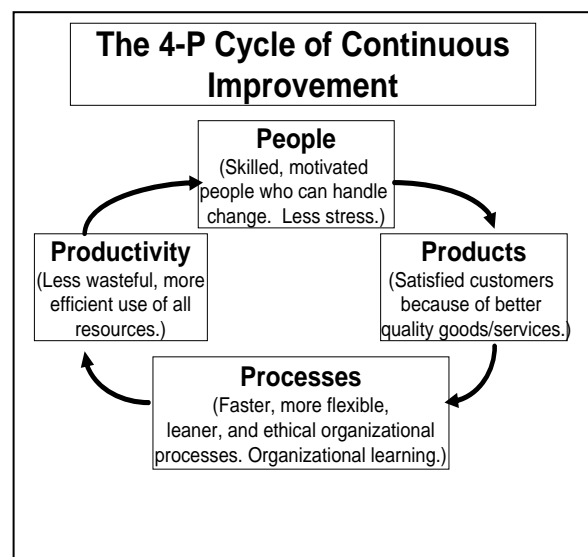 The 4-P Cycle of Continuous
Improvement
People
(Skilled, motivated
people who can handle
change.  Less stress.)
Productivity
(Less wasteful, more
efficient use of all
resources.)
Products
(Satisfied customers
because of better
quality goods/services.)
Processes
(Faster, more flexible,
leaner, and ethical organizational
processes. Organizational learning.)